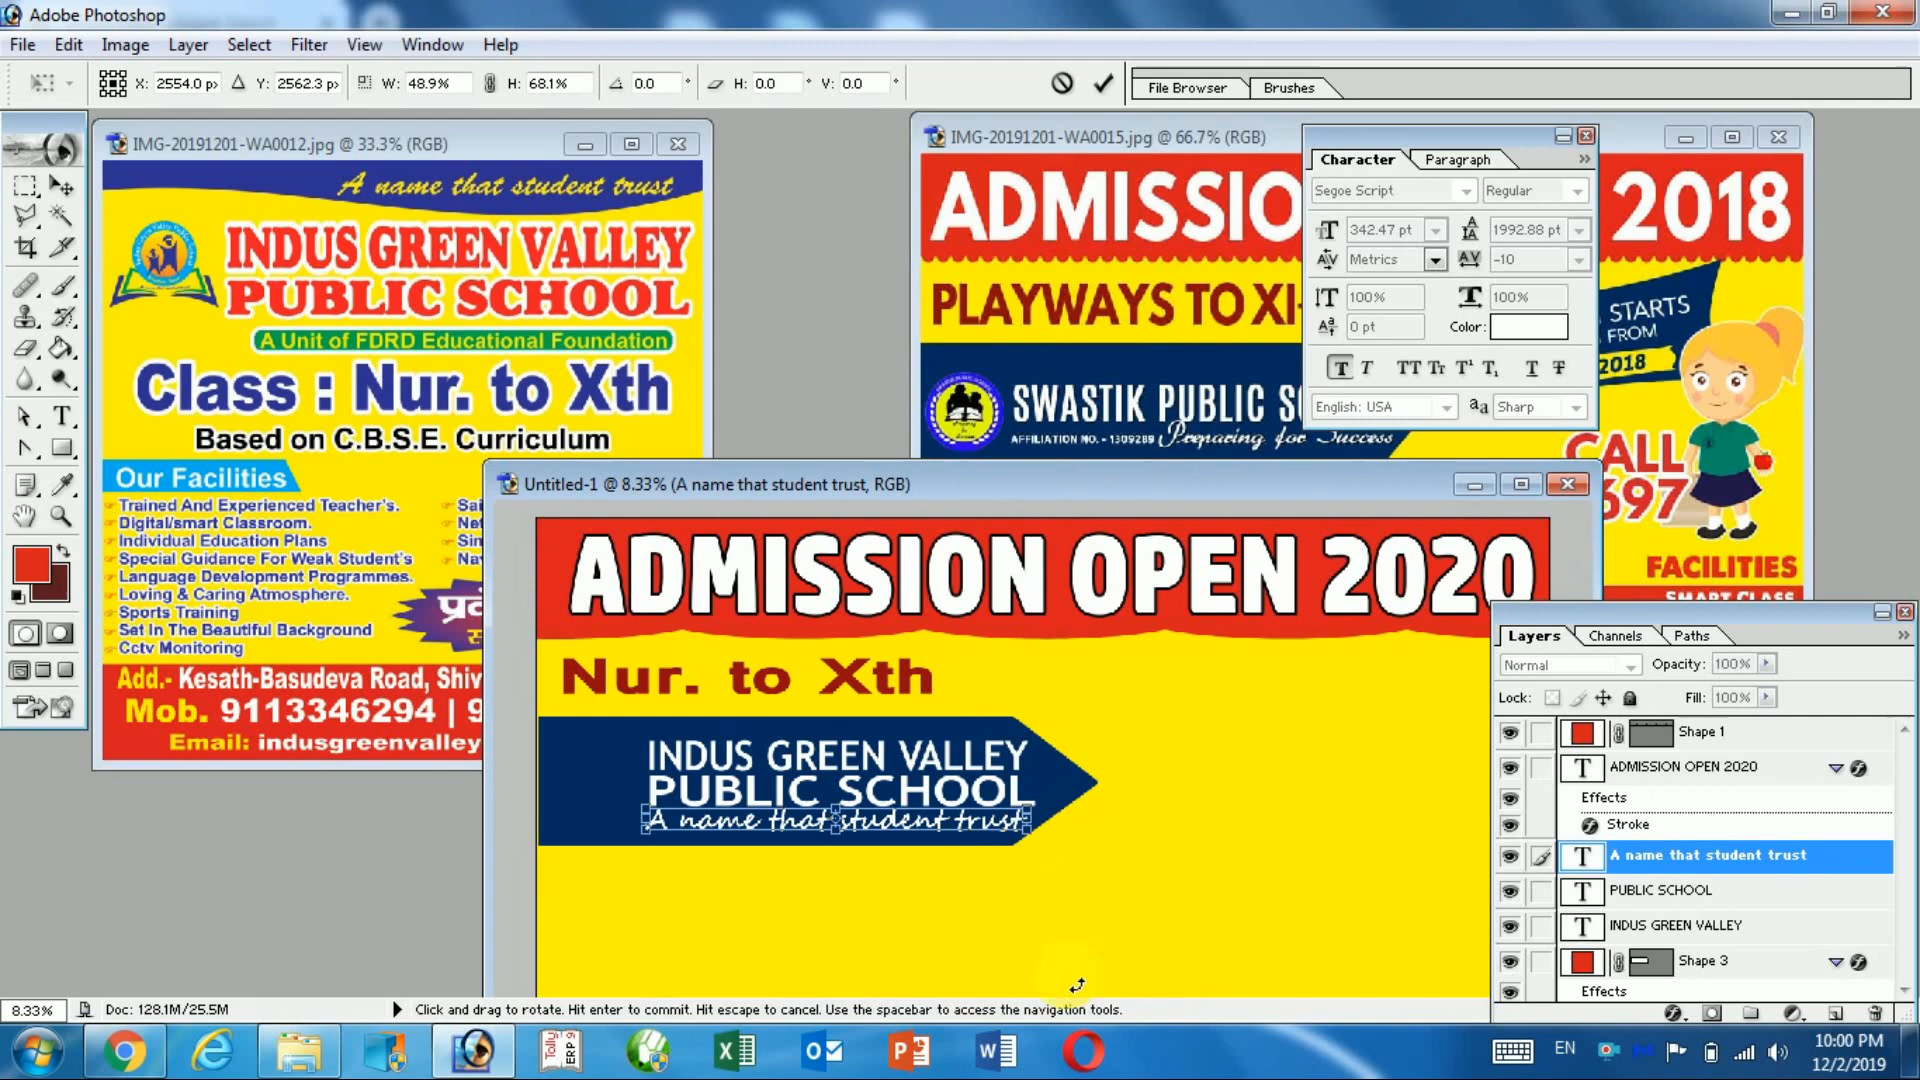 Adobe Photoshop
File Edit Image Layer Select Filter View Window Help
X: 2554.0 px Y: 2562.3 px W: 48.9% H: 68.1% 0.0 ° H: 0.0 ° V: 0.0 °
File Browser Brushes
IMG-20191201-WA0012.jpg @ 33.3% (RGB)
A name that student trust
INDUS GREEN VALLEY
PUBLIC SCHOOL
A Unit of FDRD Educational Foundation
Class : Nur. to Xth
Based on C.B.S.E. Curriculum
Our Facilities
Trained And Experienced Teacher's.
Digital/smart Classroom.
Individual Education Plans
Special Guidance For Weak Student's
Language Development Programmes.
Loving & Caring Atmosphere.
Sports Training
Set In The Beautiful Background
Cctv Monitoring
Add.- Kesath-Basudeva Road, Shiv
Mob. 9113346294 | 9
Email: indusgreenvalley
IMG-20191201-WA0015.jpg @ 66.7% (RGB)
ADMISSIO 2018
PLAYWAYS TO XI
STARTS
FROM
2018
SWASTIK PUBLIC SC
AFFILIATION NO. - 1309289 Preparing for Success
CALL
697
FACILITIES
SMART CLASS
Character Paragraph
Segoe Script Regular
342.47 pt 1992.88 pt
Metrics -10
100% 100%
0 pt Color:
English: USA aa Sharp
Untitled-1 @ 8.33% (A name that student trust, RGB)
ADMISSION OPEN 2020
Nur. to Xth
INDUS GREEN VALLEY
PUBLIC SCHOOL
A name that student trust
Layers Channels Paths
Normal Opacity: 100%
Lock: Fill: 100%
Shape 1
ADMISSION OPEN 2020
Effects
Stroke
A name that student trust
PUBLIC SCHOOL
INDUS GREEN VALLEY
Shape 3
Effects
8.33% Doc: 128.1M/25.5M Click and drag to rotate. Hit enter to commit. Hit escape to cancel. Use the spacebar to access the navigation tools.
Tally ERP 9
EN
10:00 PM
12/2/2019